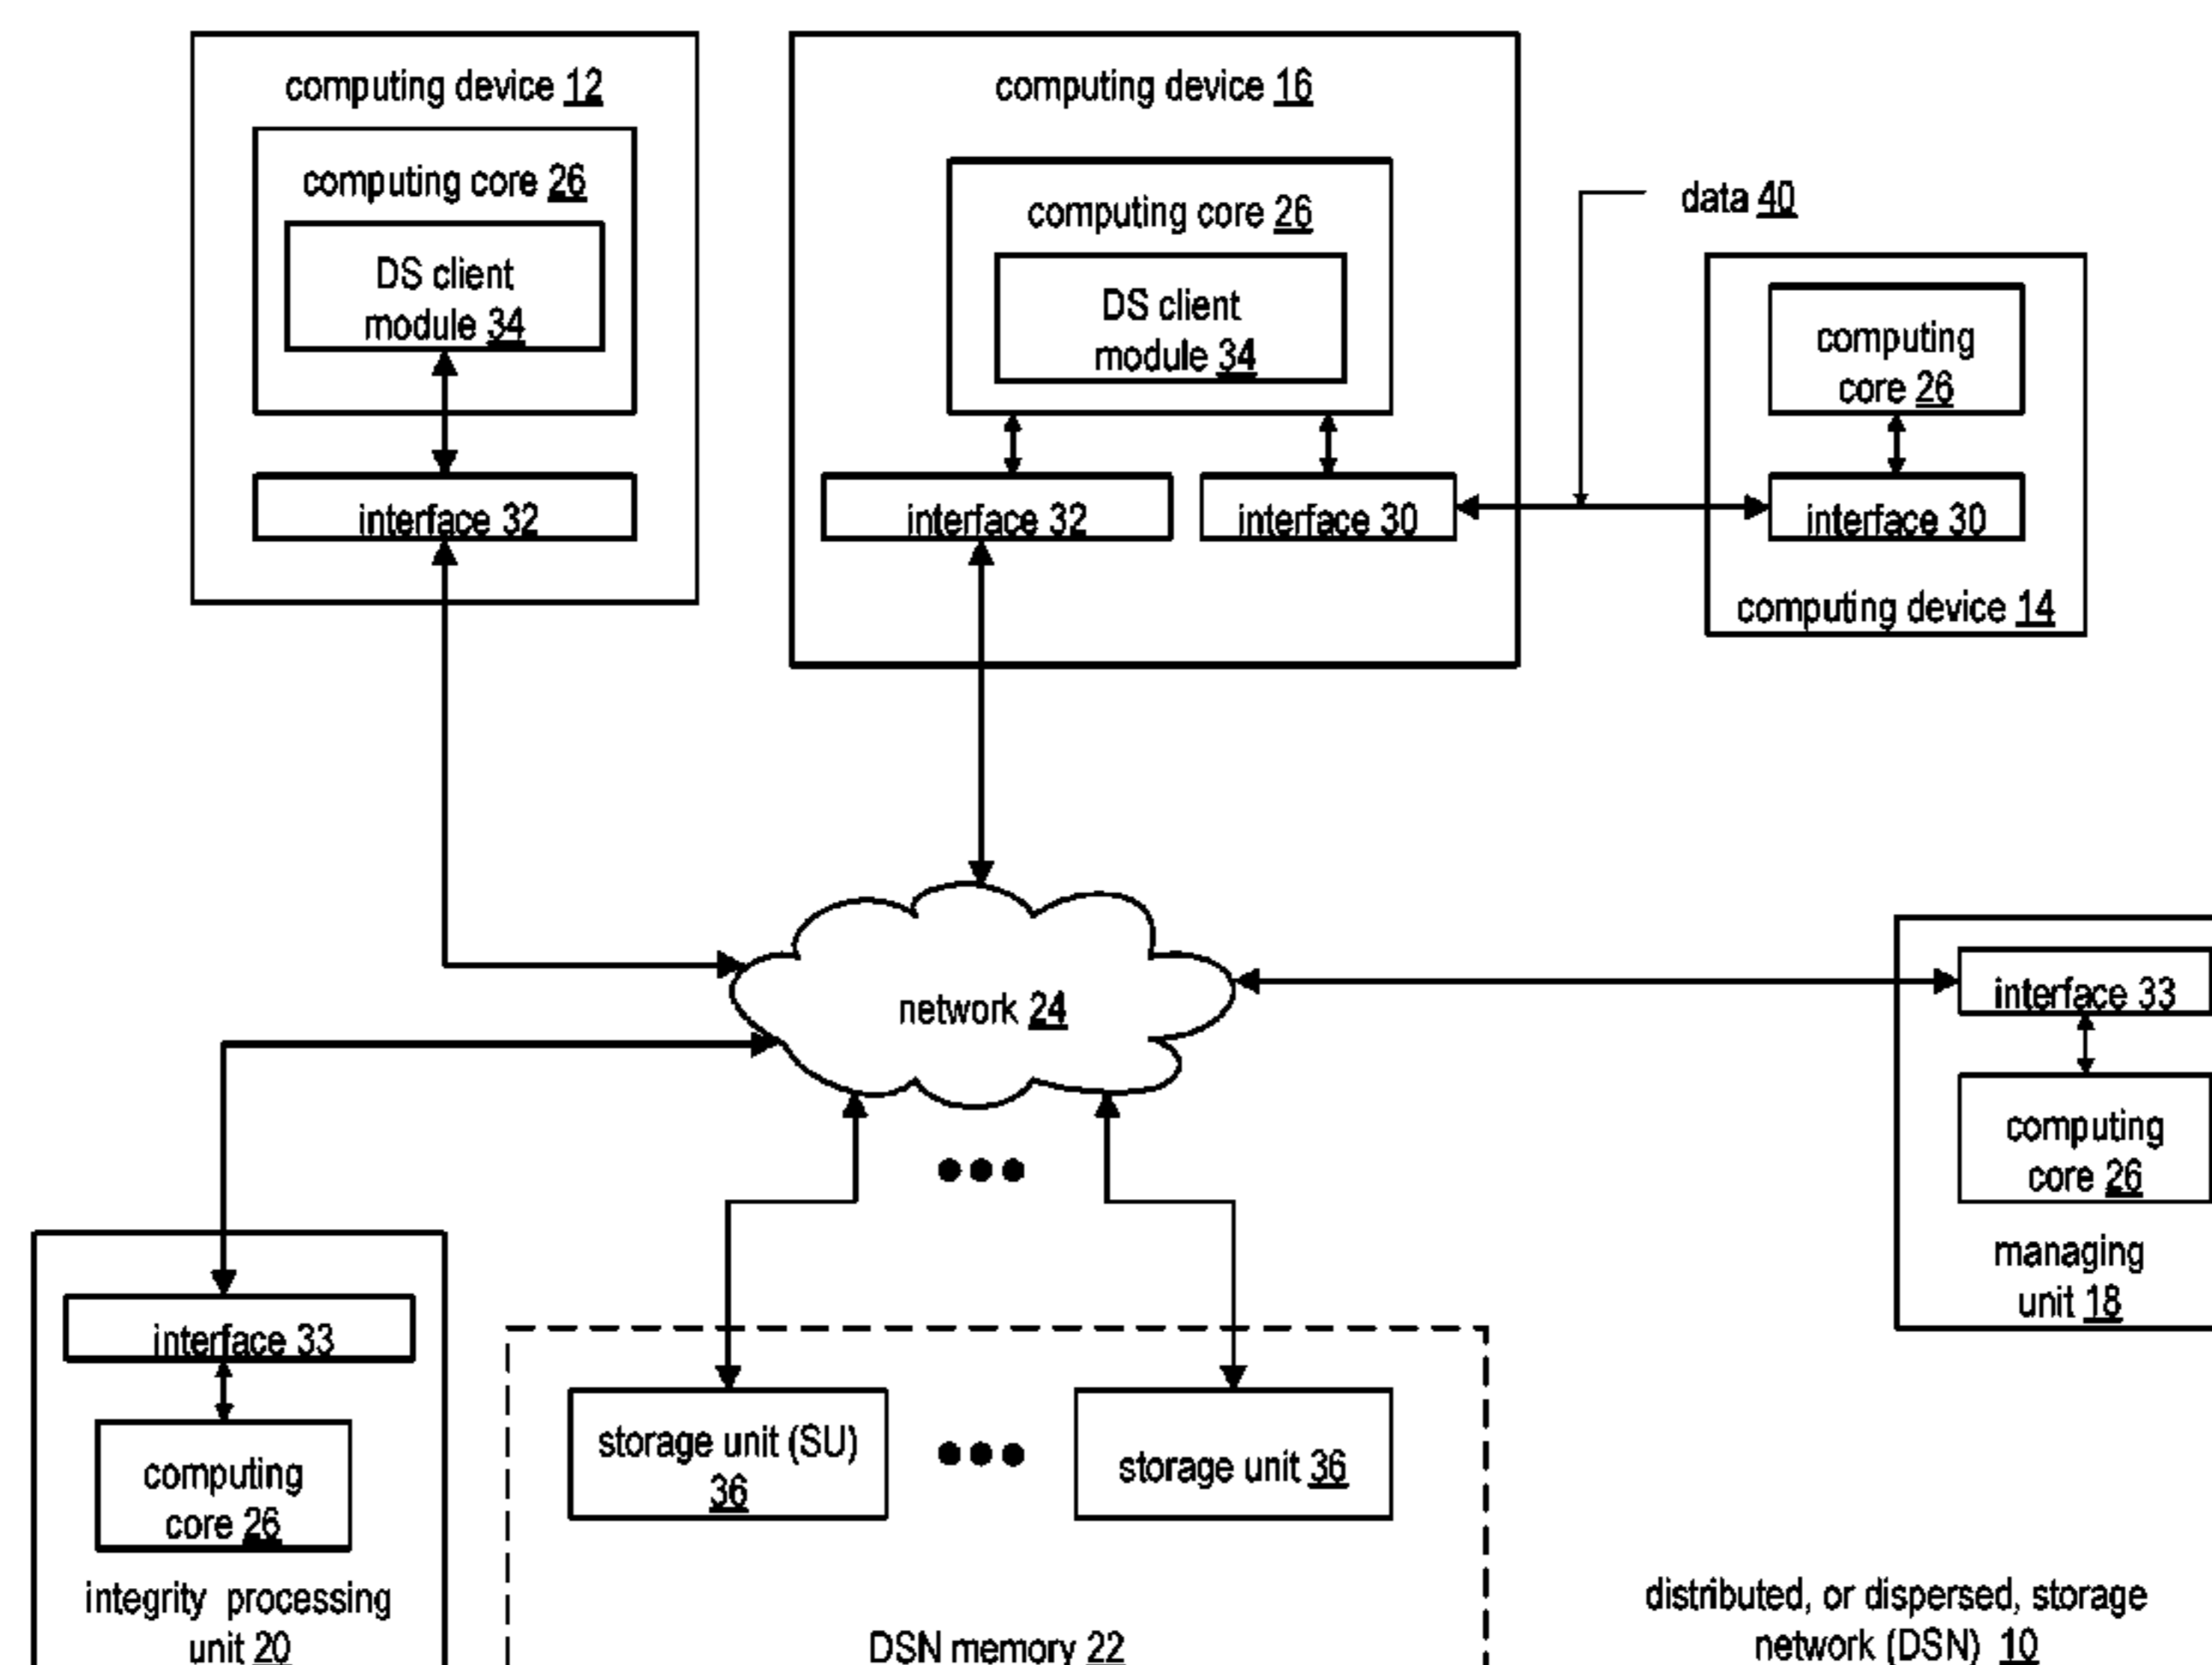 computing device 12
computing core 26
DS client
module 34
interface 32
computing device 16
computing core 26
DS client
module 34
interface 32
interface 30
data 40
computing
core 26
interface 30
computing device 14
network 24
interface 33
computing
core 26
managing
unit 18
interface 33
computing
core 26
integrity processing
unit 20
storage unit (SU)
36
storage unit 36
DSN memory 22
distributed, or dispersed, storage
network (DSN) 10